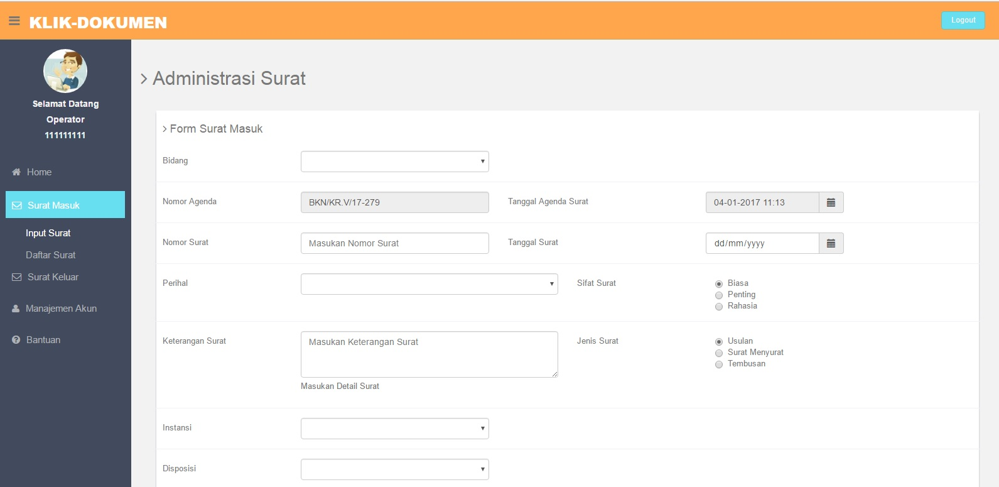 KLIK-DOKUMEN
Logout
Selamat Datang
Operator
111111111
Home
Surat Masuk
Input Surat
Daftar Surat
Surat Keluar
Manajemen Akun
Bantuan
Administrasi Surat
Form Surat Masuk
Bidang
Nomor Agenda BKN/KR.V/17-279 Tanggal Agenda Surat 04-01-2017 11:13
Nomor Surat Masukan Nomor Surat Tanggal Surat dd/mm/yyyy
Perihal Sifat Surat Biasa
Penting
Rahasia
Keterangan Surat Masukan Keterangan Surat Jenis Surat Usulan
Surat Menyurat
Tembusan
Masukan Detail Surat
Instansi
Disposisi